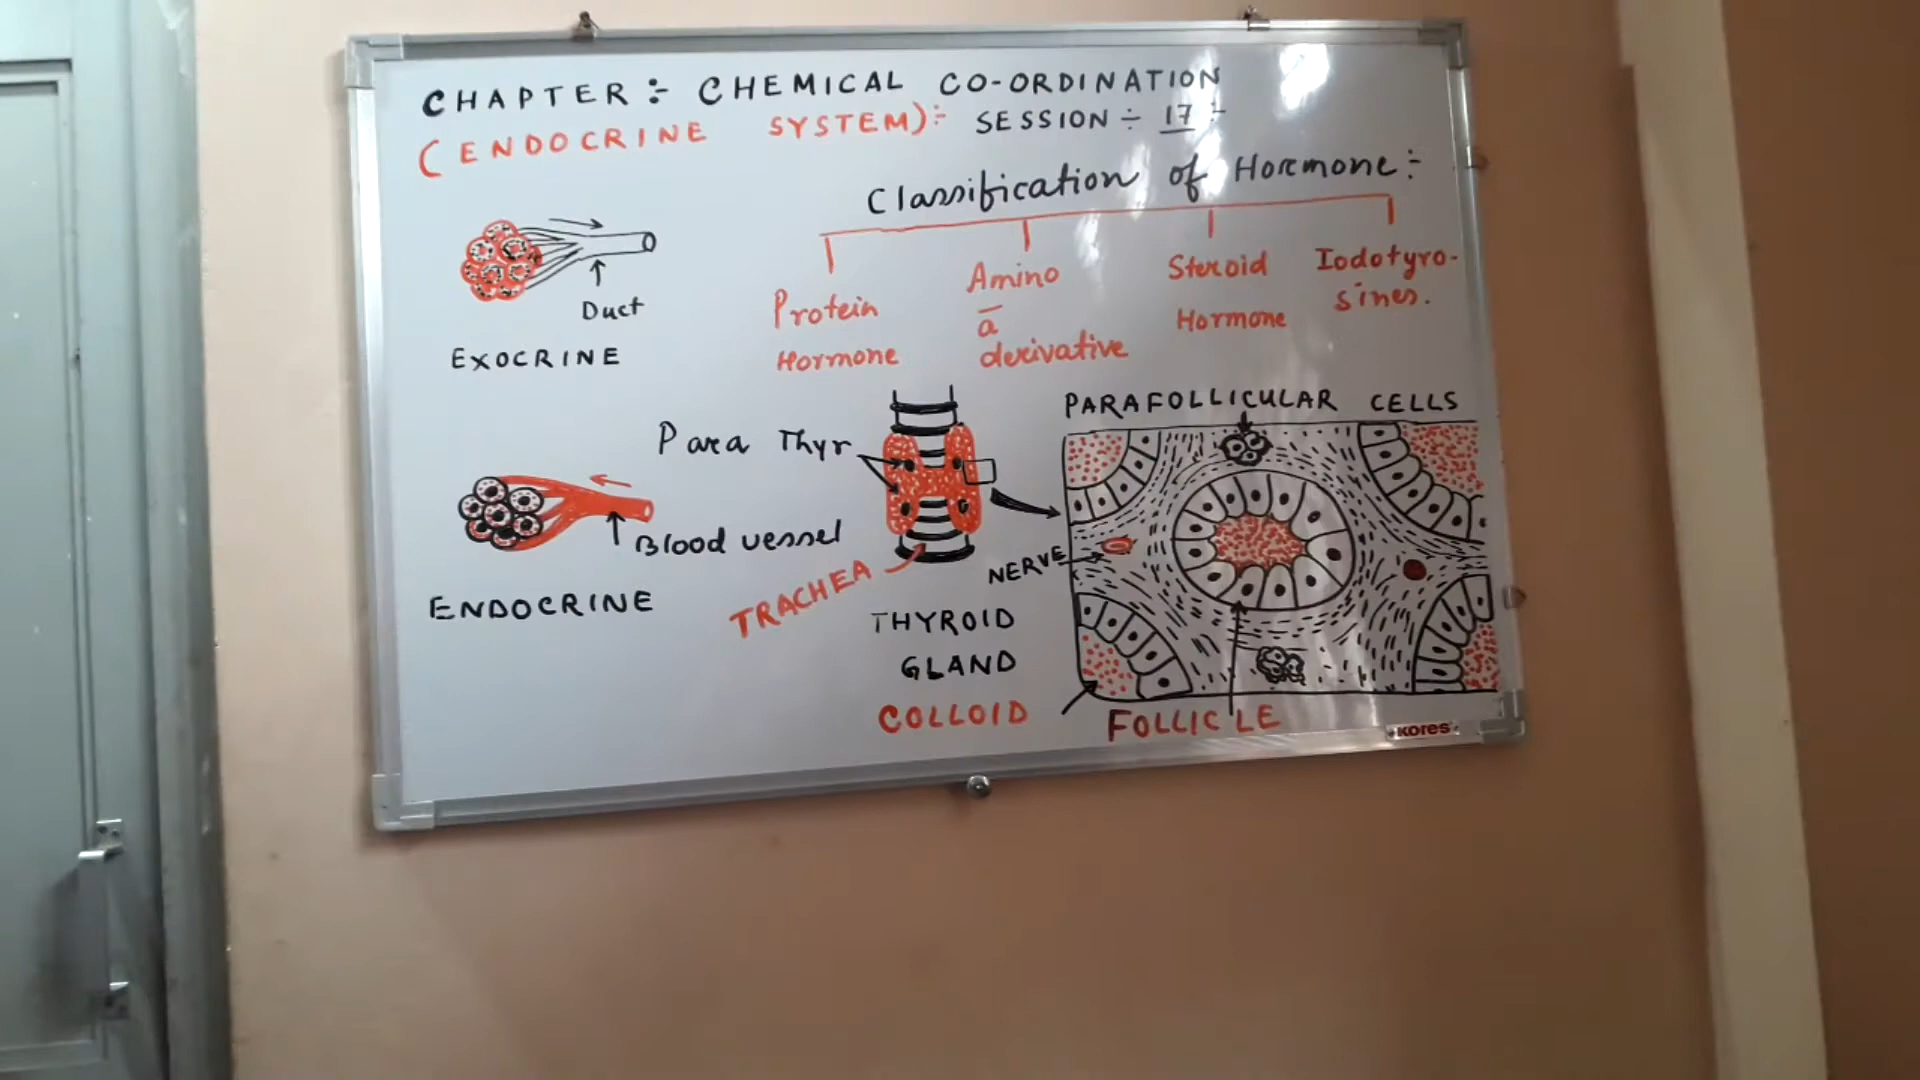 CHAPTER :- CHEMICAL CO-ORDINATION
(ENDOCRINE SYSTEM) :- SESSION ÷ 17 ÷
Classification of Hormone :-
Protein
Hormone
Amino
a
derivative
Steroid
Hormone
Iodotyro-
sines.
Duct
EXOCRINE
Blood vessel
ENDOCRINE
Para Thyr
TRACHEA
THYROID
GLAND
PARAFOLLICULAR CELLS
NERVE
COLLOID
FOLLICLE
Kores